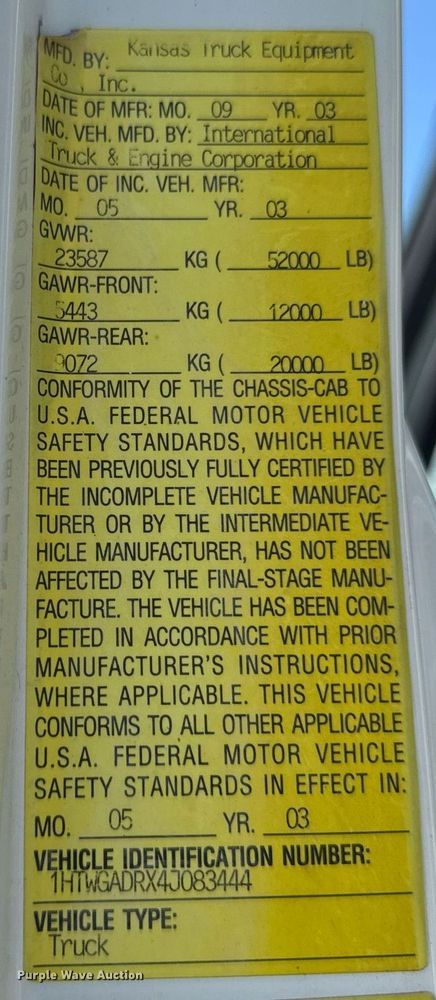 MFD. BY: Kansas Truck Equipment
Co., Inc.
DATE OF MFR: MO. 09 YR. 03
INC. VEH. MFD. BY: International
Truck & Engine Corporation
DATE OF INC. VEH. MFR:
MO. 05 YR. 03
GVWR:
23587 KG ( 52000 LB)
GAWR-FRONT:
5443 KG ( 12000 LB)
GAWR-REAR:
9072 KG ( 20000 LB)
CONFORMITY OF THE CHASSIS-CAB TO
U.S.A. FEDERAL MOTOR VEHICLE
SAFETY STANDARDS, WHICH HAVE
BEEN PREVIOUSLY FULLY CERTIFIED BY
THE INCOMPLETE VEHICLE MANUFAC-
TURER OR BY THE INTERMEDIATE VE-
HICLE MANUFACTURER, HAS NOT BEEN
AFFECTED BY THE FINAL-STAGE MANU-
FACTURE. THE VEHICLE HAS BEEN COM-
PLETED IN ACCORDANCE WITH PRIOR
MANUFACTURER'S INSTRUCTIONS,
WHERE APPLICABLE. THIS VEHICLE
CONFORMS TO ALL OTHER APPLICABLE
U.S.A. FEDERAL MOTOR VEHICLE
SAFETY STANDARDS IN EFFECT IN:
MO. 05 YR. 03
VEHICLE IDENTIFICATION NUMBER:
1HTWGADRX4J083444
VEHICLE TYPE:
Truck
Purple Wave Auction